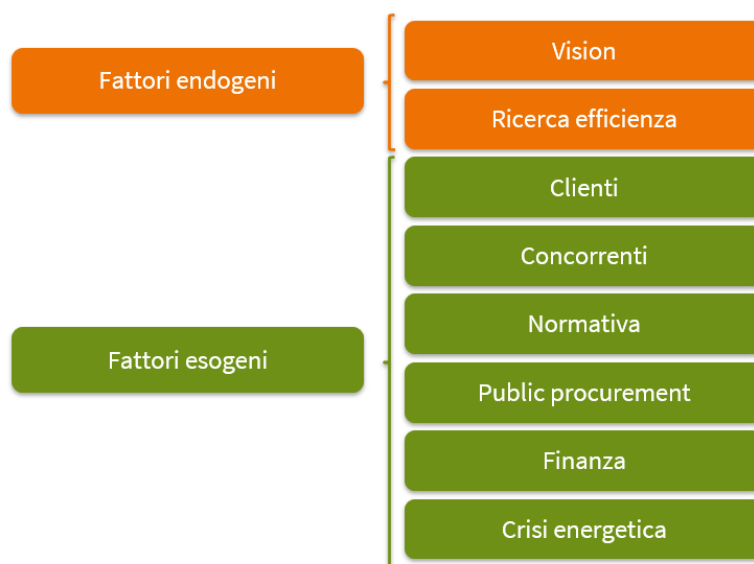 Fattori endogeni
Vision
Ricerca efficienza
Fattori esogeni
Clienti
Concorrenti
Normativa
Public procurement
Finanza
Crisi energetica